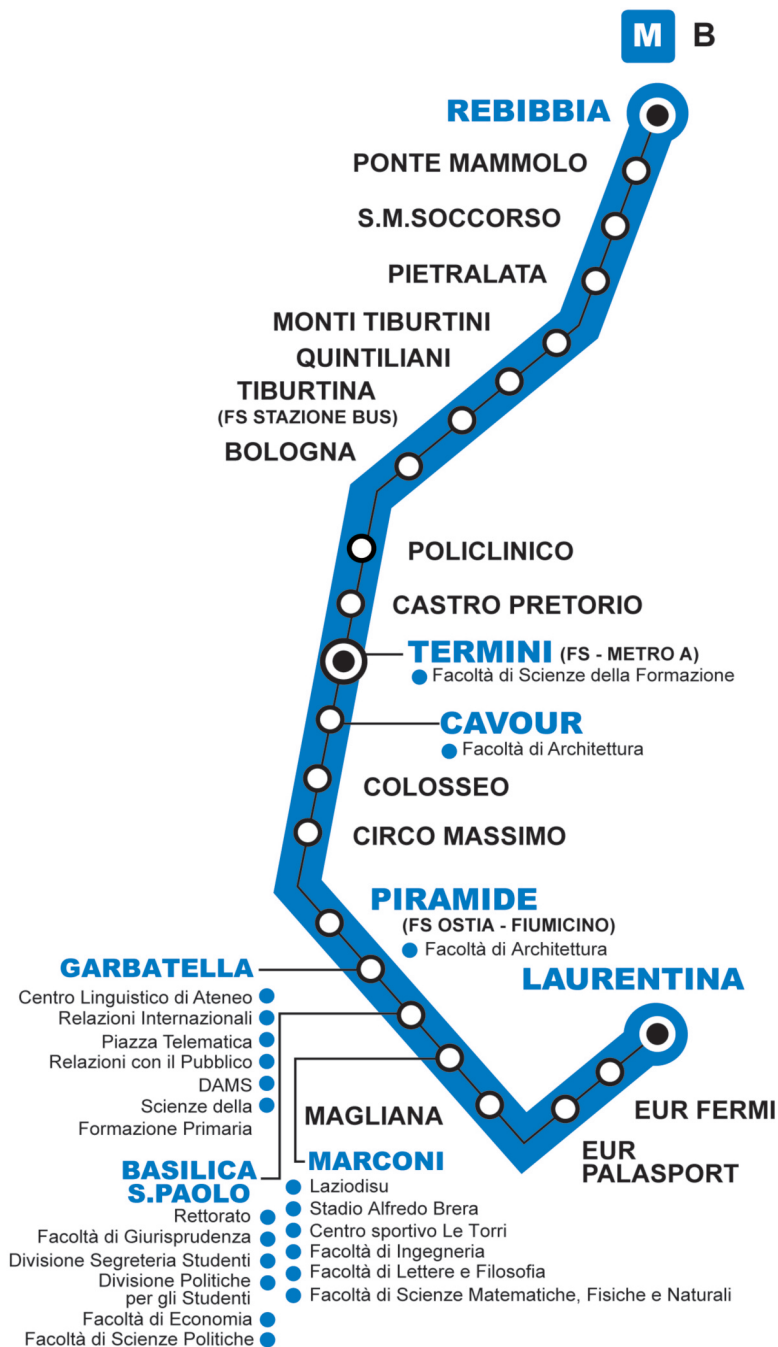 M B
REBIBBIA
PONTE MAMMOLO
S.M.SOCCORSO
PIETRALATA
MONTI TIBURTINI
QUINTILIANI
TIBURTINA
(FS STAZIONE BUS)
BOLOGNA
POLICLINICO
CASTRO PRETORIO
TERMINI (FS - METRO A)
Facoltà di Scienze della Formazione
CAVOUR
Facoltà di Architettura
COLOSSEO
CIRCO MASSIMO
PIRAMIDE
(FS OSTIA - FIUMICINO)
Facoltà di Architettura
GARBATELLA
Centro Linguistico di Ateneo
Relazioni Internazionali
Piazza Telematica
Relazioni con il Pubblico
DAMS
Scienze della
Formazione Primaria
BASILICA
S.PAOLO
Rettorato
Facoltà di Giurisprudenza
Divisione Segreteria Studenti
Divisione Politiche
per gli Studenti
Facoltà di Economia
Facoltà di Scienze Politiche
MARCONI
Laziodisu
Stadio Alfredo Brera
Centro sportivo Le Torri
Facoltà di Ingegneria
Facoltà di Lettere e Filosofia
Facoltà di Scienze Matematiche, Fisiche e Naturali
MAGLIANA
EUR
PALASPORT
EUR FERMI
LAURENTINA